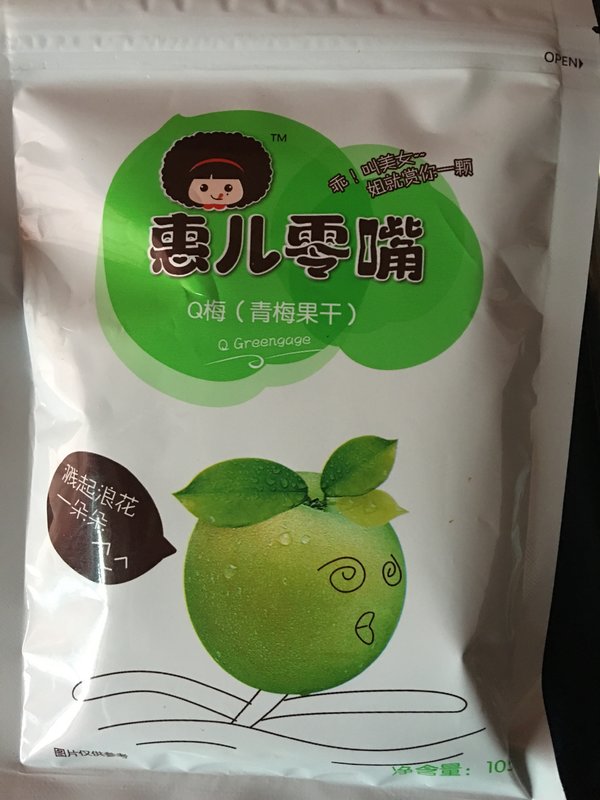 OPEN
TM
乖！叫美女~~
姐就赏你一颗
惠儿零嘴
Q梅（青梅果干）
Q Greengage
溅起浪花
一朵朵
图片仅供参考
净含量：